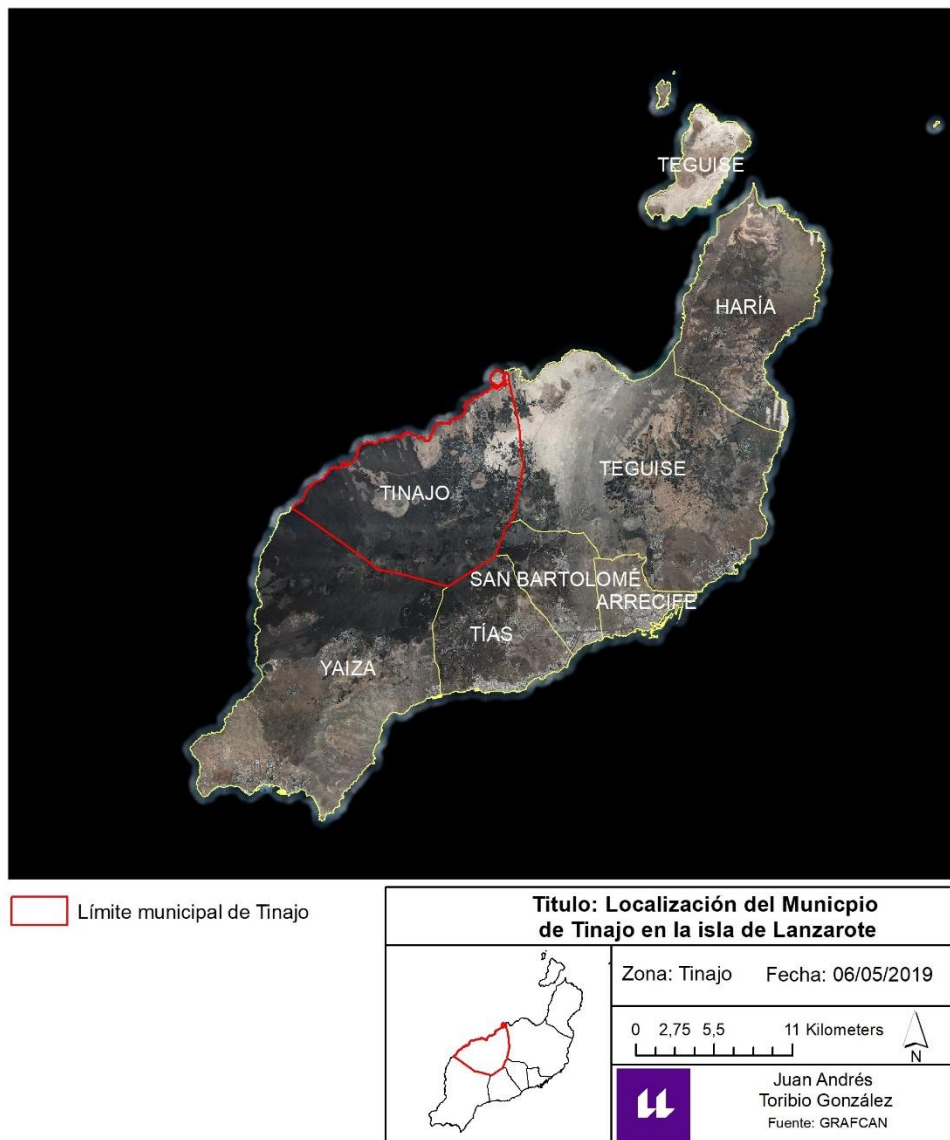 TEGUISE
HARÍA
TEGUISE
TINAJO
SAN BARTOLOMÉ
ARRECIFE
TÍAS
YAIZA
Límite municipal de Tinajo
Titulo: Localización del Municpio
de Tinajo en la isla de Lanzarote
Zona: Tinajo Fecha: 06/05/2019
0 2,75 5,5 11 Kilometers
N
Juan Andrés
Toribio González
Fuente: GRAFCAN